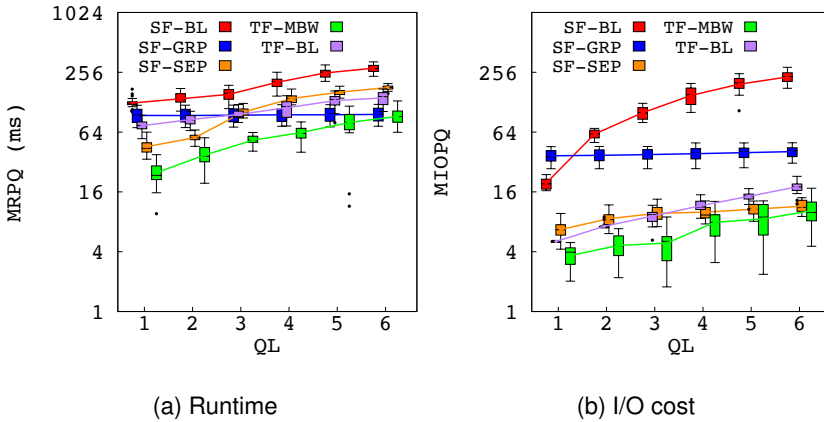 SF-BL TF-MBW
SF-GRP TF-BL
SF-SEP
1024
256
64
16
4
1
MRPQ (ms)
1 2 3 4 5 6
QL
(a) Runtime
SF-BL TF-MBW
SF-GRP TF-BL
SF-SEP
1024
256
64
16
4
1
MIOPQ
1 2 3 4 5 6
QL
(b) I/O cost